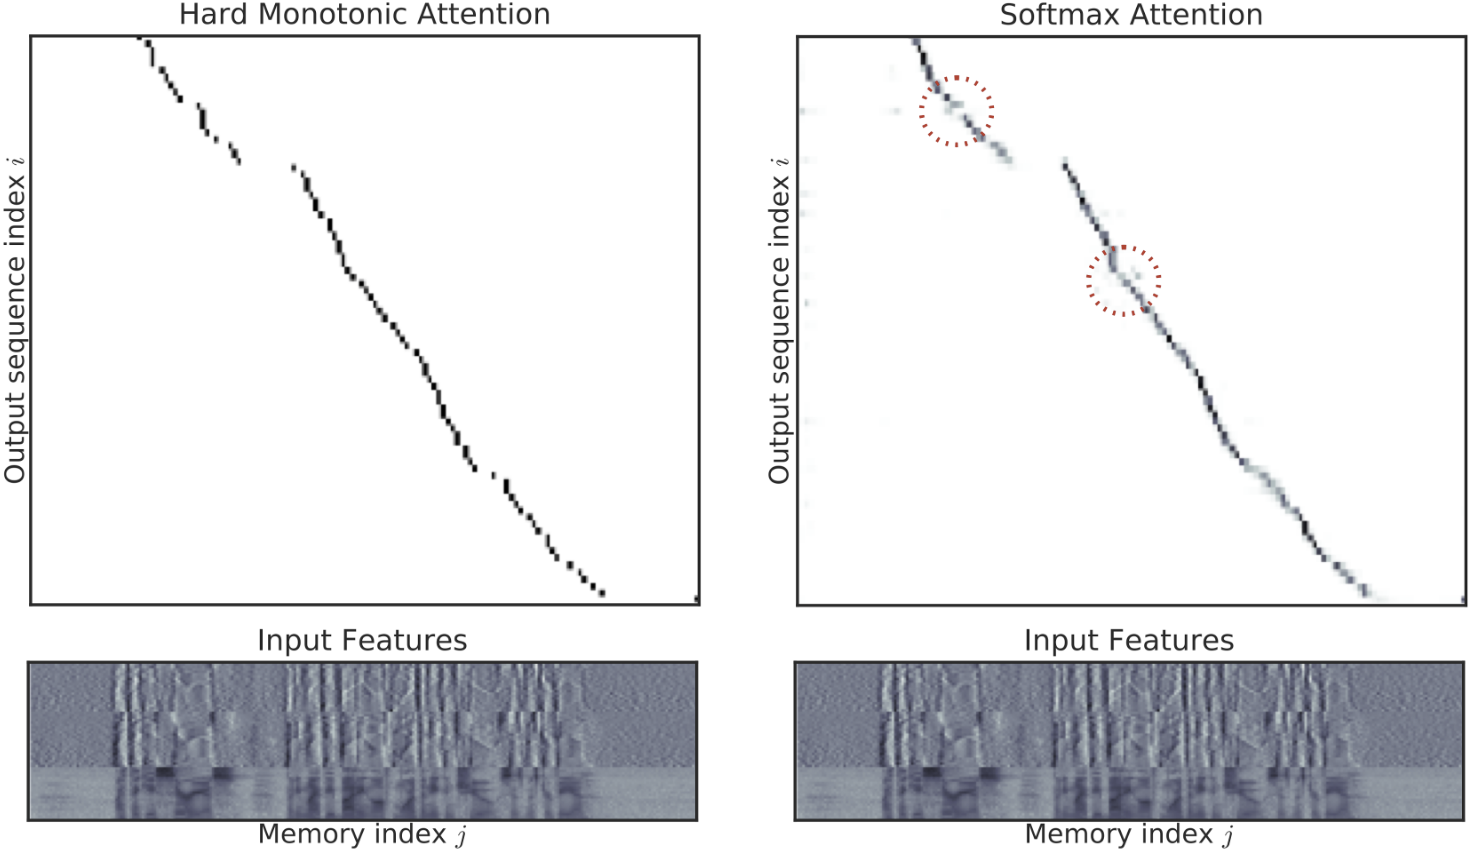 Hard Monotonic Attention
Output sequence index i
Input Features
Memory index j
Softmax Attention
Output sequence index i
Input Features
Memory index j